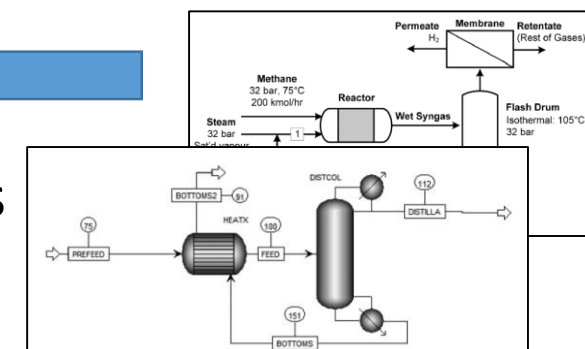 Permeate
H₂
Membrane
Retentate
(Rest of Gases)
Methane
32 bar, 75°C
200 kmol/hr
Reactor
Steam
32 bar
1
Wet Syngas
Flash Drum
Isothermal: 105°C
32 bar
S
BOTTOMS2
91
HEATX
75
PREFEED
100
FEED
DISTCOL
112
DISTILLA
151
BOTTOMS